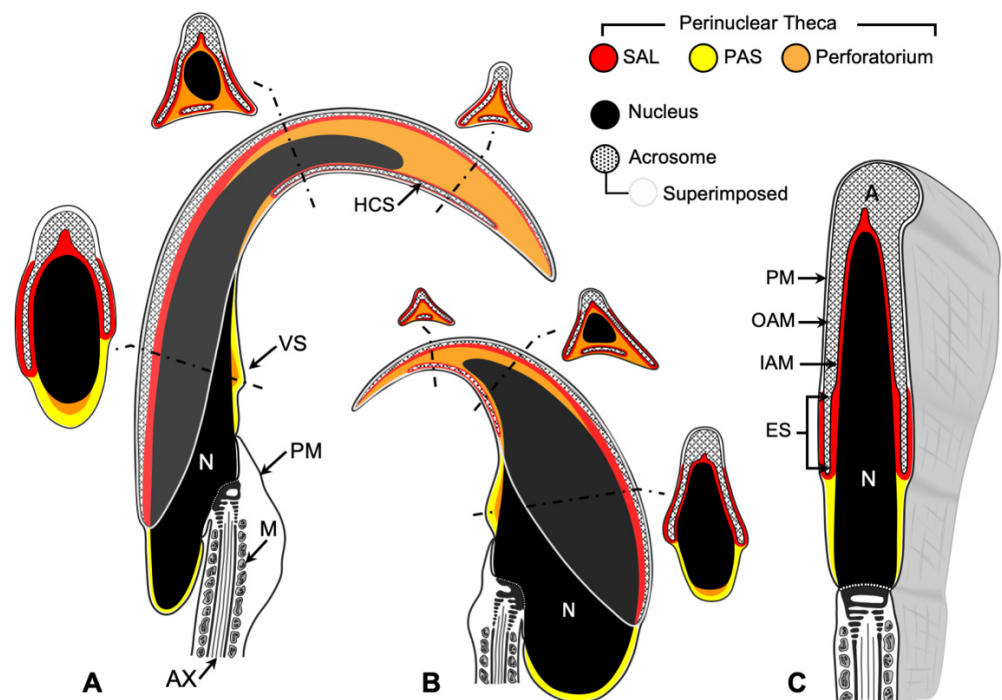 Perinuclear Theca
SAL PAS Perforatorium
Nucleus
Acrosome
Superimposed
HCS
A
PM
VS
OAM
IAM
ES
N
PM
N
M
N
AX
A B C